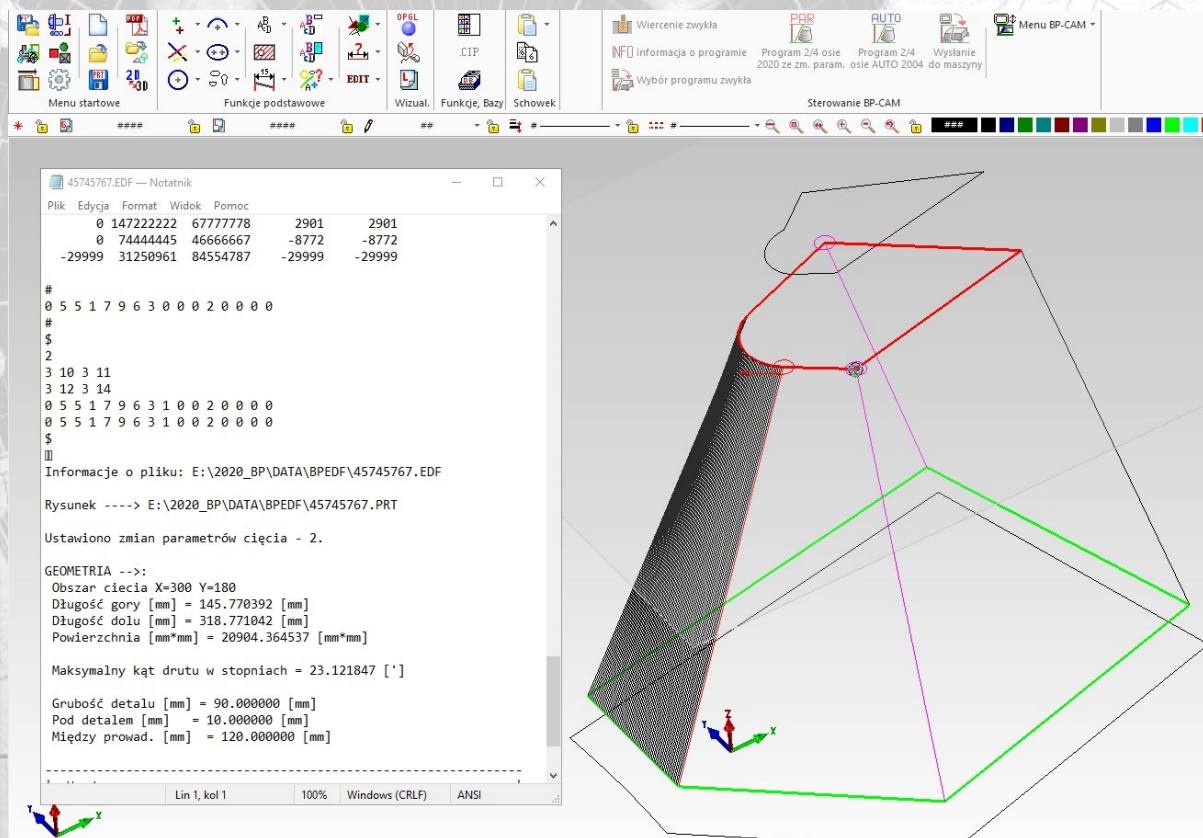 OPGL
.CIP
EDIT
Menu startowe
Funkcje podstawowe
Wizual.
Funkcje, Bazy
Schowek
Wiercenie zwykła
INFO Informacja o programie
Wybór programu zwykła
PAR
Program 2/4 osie
2020 ze zm. param.
AUTO
Program 2/4
osie AUTO 2004
Wysłanie
do maszyny
Menu BP-CAM
Sterowanie BP-CAM
####
####
##
#
#
###
45745767.EDF — Notatnik
Plik Edycja Format Widok Pomoc
0 147222222 67777778 2901 2901
0 74444445 46666667 -8772 -8772
-29999 31250961 84554787 -29999 -29999
#
0 5 5 1 7 9 6 3 0 0 0 2 0 0 0 0
#
$
2
3 10 3 11
3 12 3 14
0 5 5 1 7 9 6 3 1 0 0 2 0 0 0 0
0 5 5 1 7 9 6 3 1 0 0 2 0 0 0 0
$
Informacje o pliku: E:\2020_BP\DATA\BPEDF\45745767.EDF
Rysunek ----> E:\2020_BP\DATA\BPEDF\45745767.PRT
Ustawiono zmian parametrów cięcia - 2.
GEOMETRIA -->:
Obszar ciecia X=300 Y=180
Długość gory [mm] = 145.770392 [mm]
Długość dolu [mm] = 318.771042 [mm]
Powierzchnia [mm*mm] = 20904.364537 [mm*mm]
Maksymalny kąt drutu w stopniach = 23.121847 [']
Grubość detalu [mm] = 90.000000 [mm]
Pod detalem [mm] = 10.000000 [mm]
Między prowad. [mm] = 120.000000 [mm]
Lin 1, kol 1 100% Windows (CRLF) ANSI
Z
Y
X
Y
X